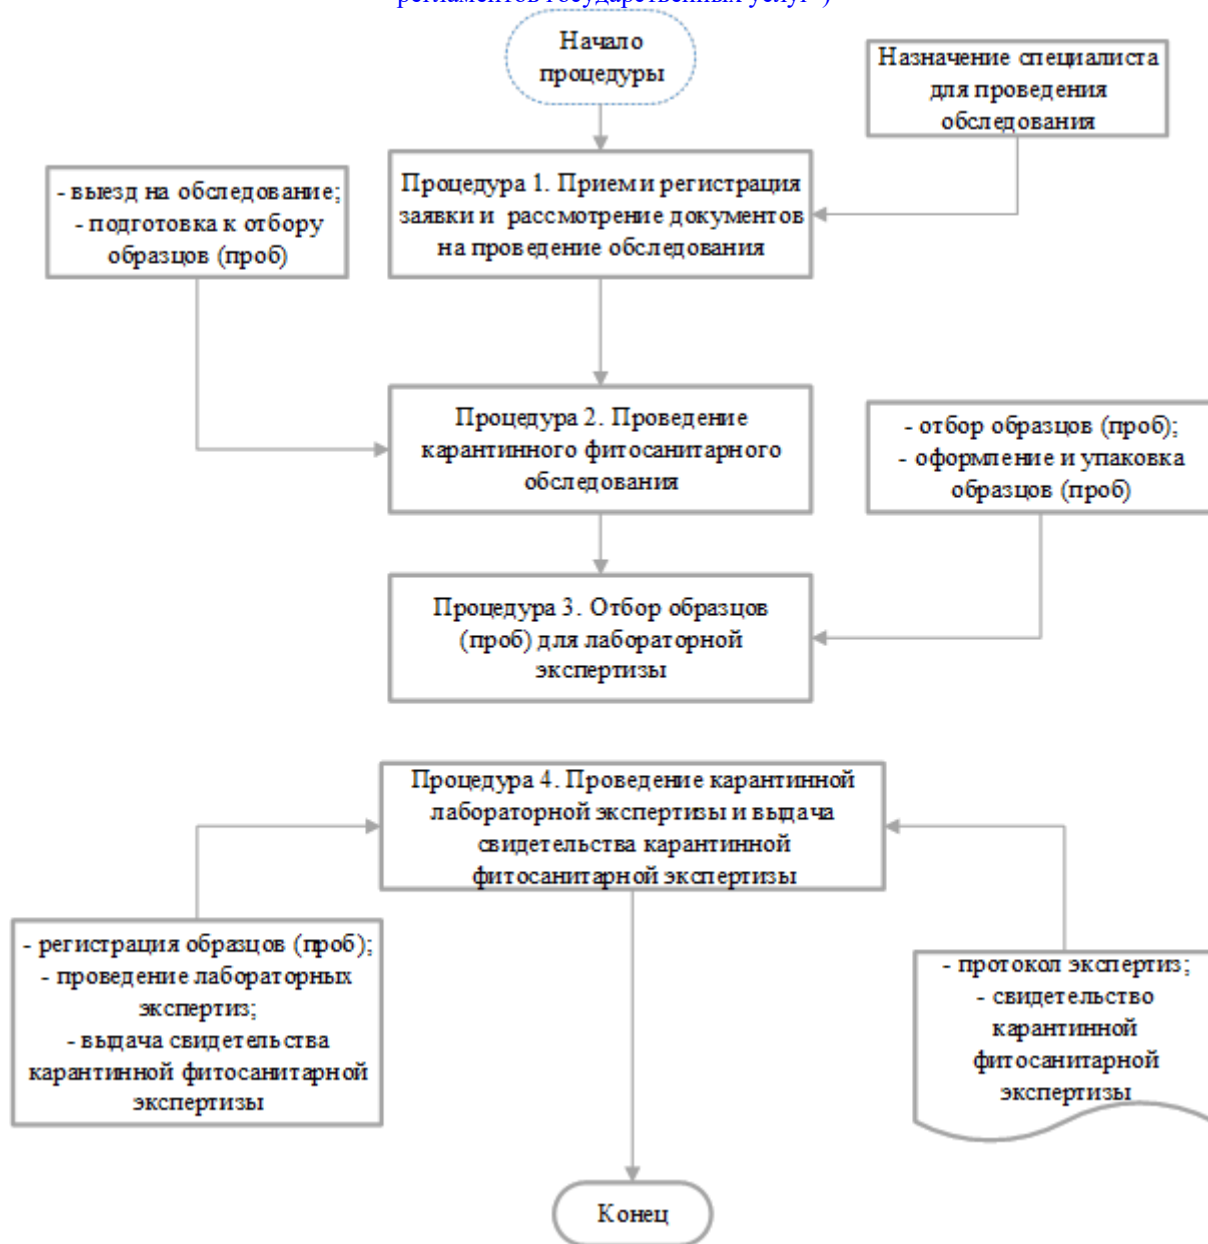 регламентов государственных услуг")
Начало
процедуры
Назначение специалиста
для проведения
обследования
Процедура 1. Прием и регистрация
заявки и рассмотрение документов
на проведение обследования
- выезд на обследование;
- подготовка к отбору
образцов (проб)
Процедура 2. Проведение
карантинного фитосанитарного
обследования
- отбор образцов (проб);
- оформление и упаковка
образцов (проб)
Процедура 3. Отбор образцов
(проб) для лабораторной
экспертизы
Процедура 4. Проведение карантинной
лабораторной экспертизы и выдача
свидетельства карантинной
фитосанитарной экспертизы
- регистрация образцов (проб);
- проведение лабораторных
экспертиз;
- выдача свидетельства
карантинной фитосанитарной
экспертизы
- протокол экспертиз;
- свидетельство
карантинной
фитосанитарной
экспертизы
Конец